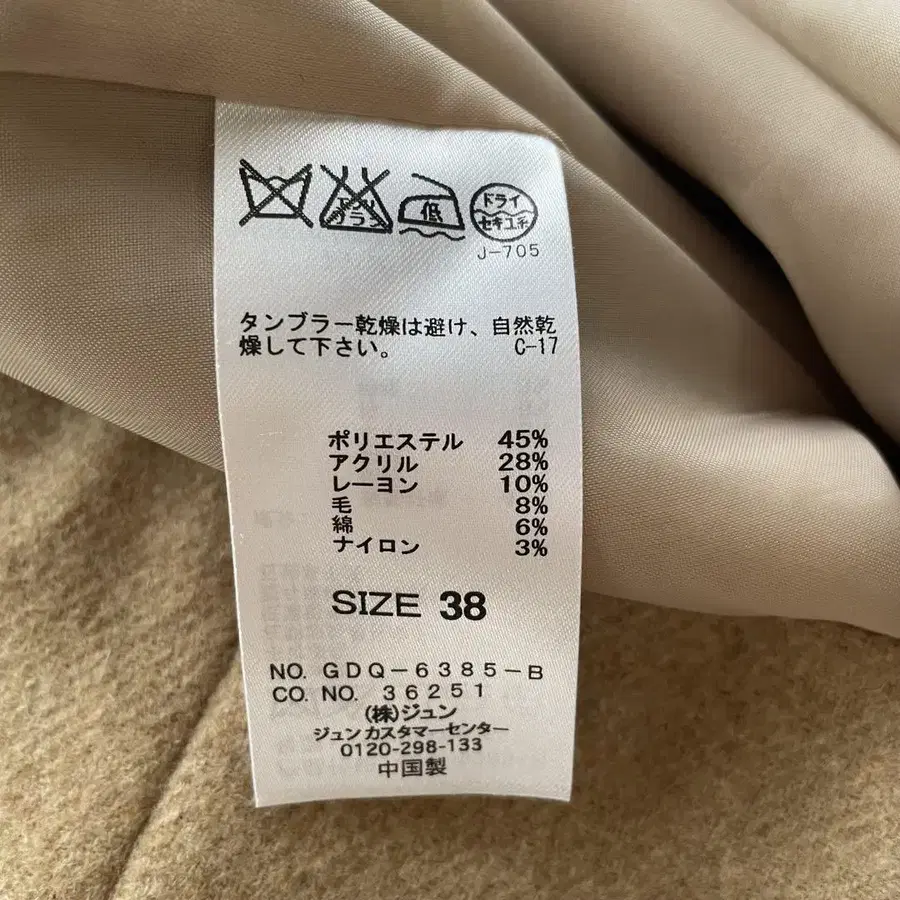 低
ドライ
セキユ系
J-705
タンブラー乾燥は避け、自然乾
燥して下さい。 C-17
ポリエステル 45%
アクリル 28%
レーヨン 10%
毛 8%
綿 6%
ナイロン 3%
SIZE 38
NO. GDQ-6385-B
CO. NO. 36251
(株)ジュン
ジュンカスタマーセンター
0120-298-133
中国製